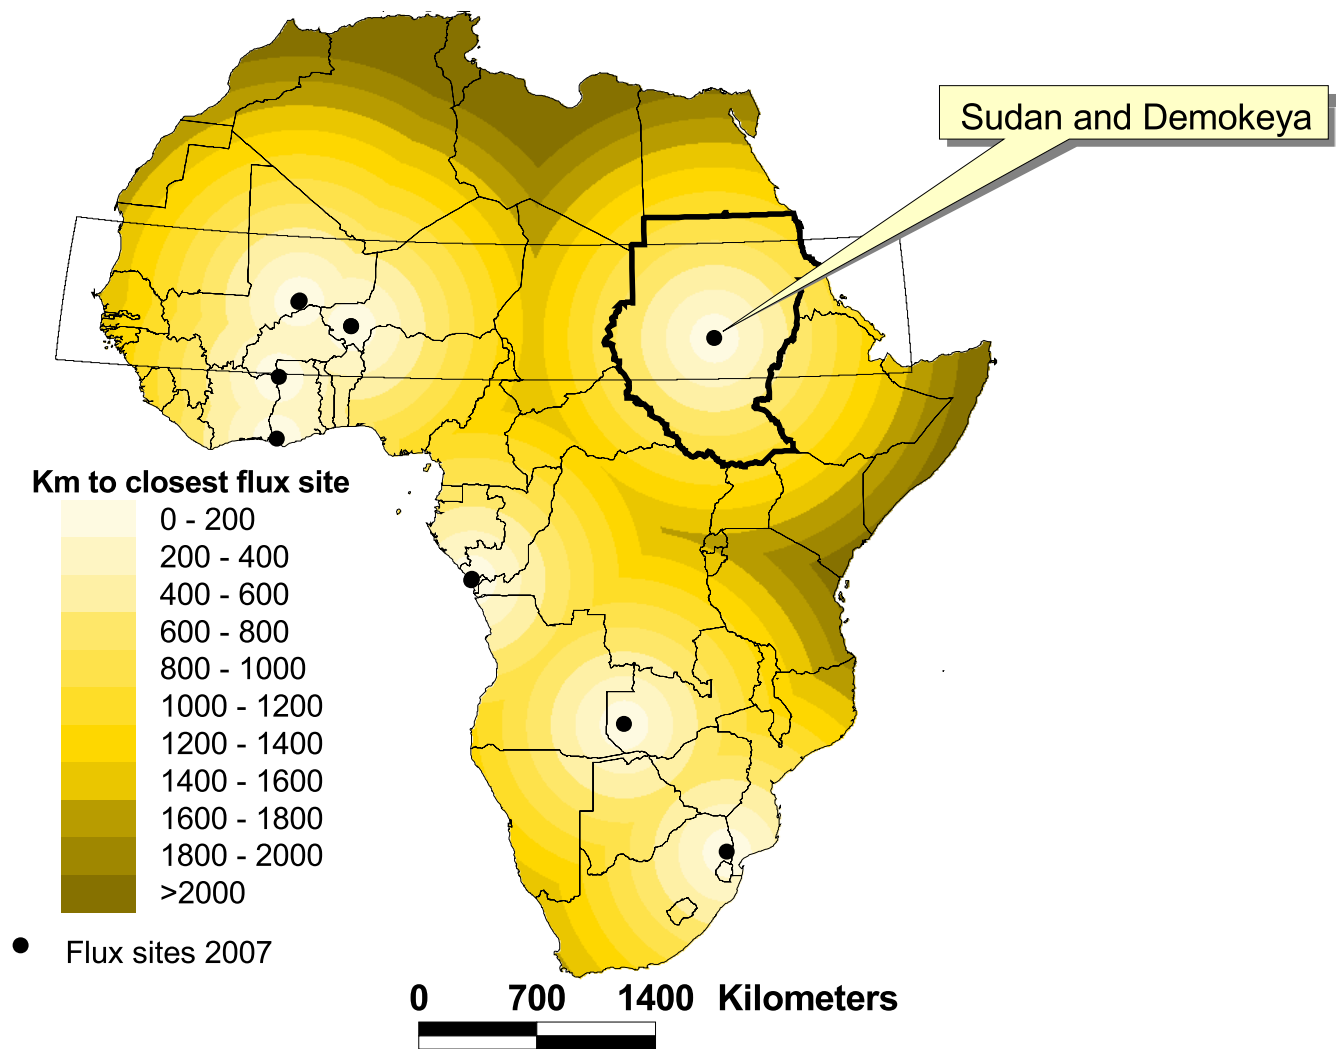 Sudan and Demokeya
Km to closest flux site
0 - 200
200 - 400
400 - 600
600 - 800
800 - 1000
1000 - 1200
1200 - 1400
1400 - 1600
1600 - 1800
1800 - 2000
>2000
Flux sites 2007
0 700 1400 Kilometers